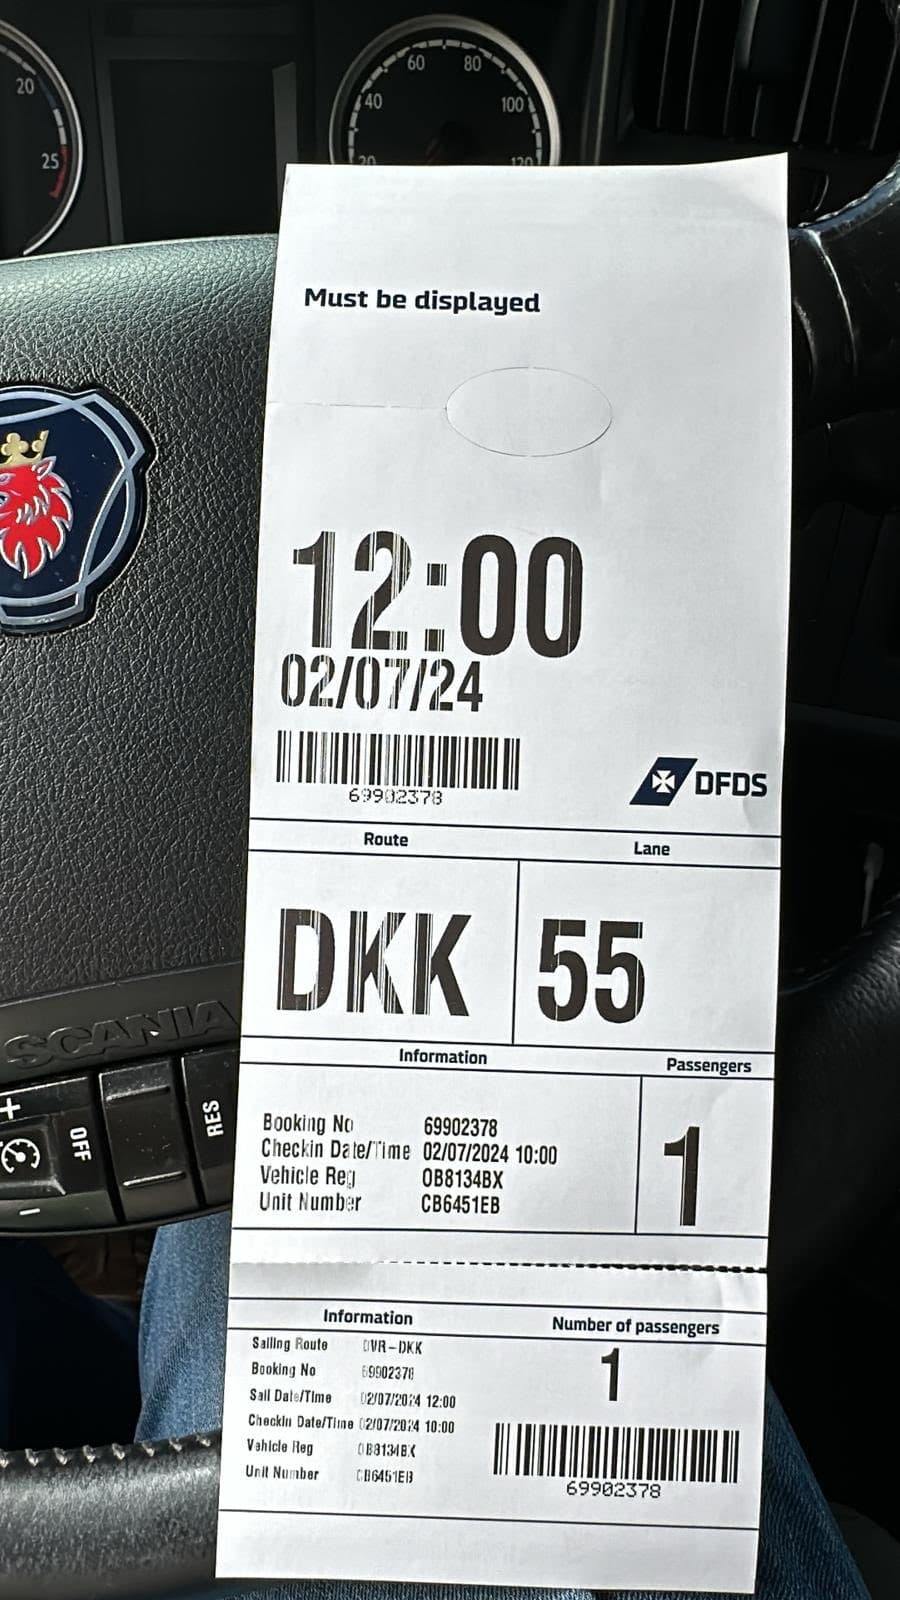 20
25
40
60
80
100
20
120
Must be displayed
12:00
02/07/24
69902378
DFDS
Route
Lane
DKK
55
Information
Passengers
Booking No 69902378
Checkin Date/Time 02/07/2024 10:00
Vehicle Reg OB8134BX
Unit Number CB6451EB
1
SCANIA
+
OFF
RES
Information
Number of passengers
Sailing Route DVR-DKK
Booking No 69902378
Sail Date/Time 02/07/2024 12:00
Checkin Date/Time 02/07/2024 10:00
Vehicle Reg OB8134BX
Unit Number CB6451EB
1
69902378